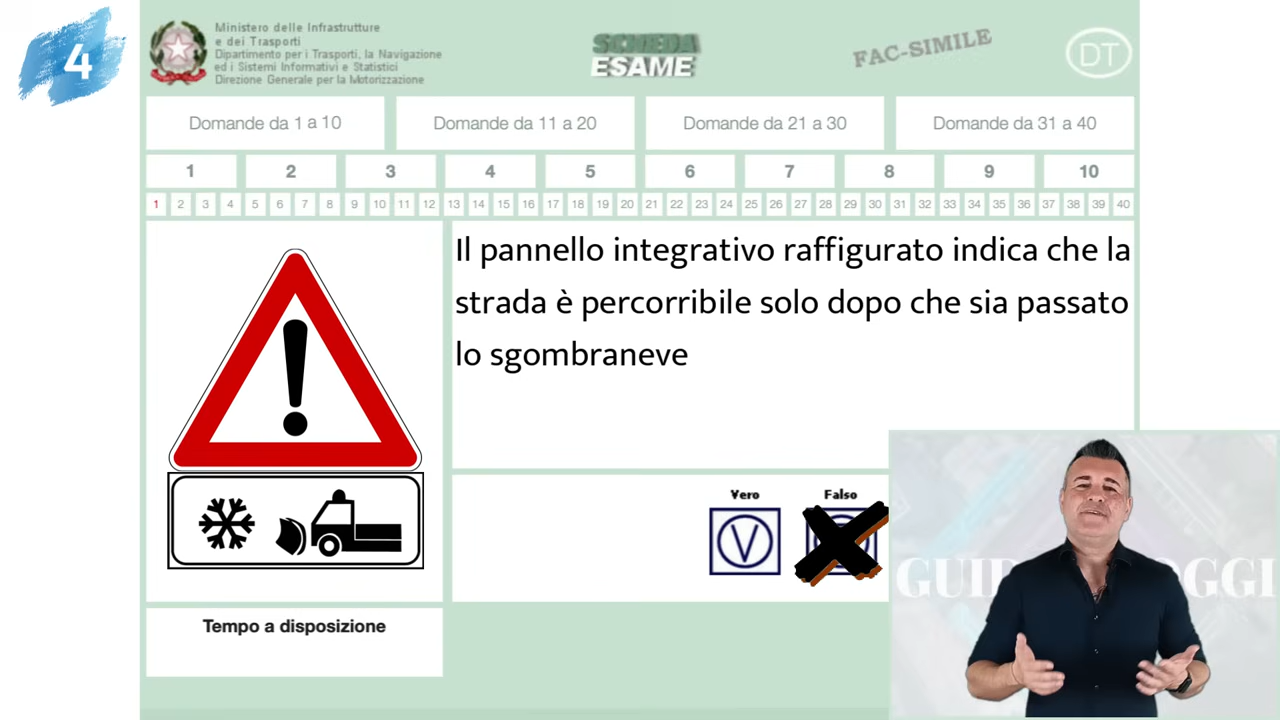 4
Ministero delle Infrastrutture
e dei Trasporti
Dipartimento per i Trasporti, la Navigazione
ed i Sistemi Informativi e Statistici
Direzione Generale per la Motorizzazione
SCHEDA
ESAME
FAC-SIMILE
DT
Domande da 1 a 10
Domande da 11 a 20
Domande da 21 a 30
Domande da 31 a 40
1 2 3 4 5 6 7 8 9 10
1 2 3 4 5 6 7 8 9 10 11 12 13 14 15 16 17 18 19 20 21 22 23 24 25 26 27 28 29 30 31 32 33 34 35 36 37 38 39 40
Il pannello integrativo raffigurato indica che la
strada è percorribile solo dopo che sia passato
lo sgombraneve
Vero
Falso
V
Tempo a disposizione
OGGI